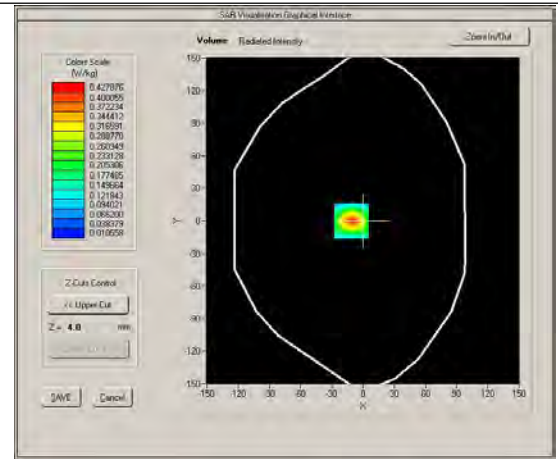 SAR Visualisation Graphical Interface
Volume Radiated Intensity
Zoom In/Out
Colors Scale
(W/kg)
0.427876
0.400055
0.372234
0.344412
0.316591
0.288770
0.260949
0.233128
0.205306
0.177485
0.149664
0.121843
0.094021
0.066200
0.038379
0.010558
150
120
90
60
30
Y 0
-30
-60
-90
-120
-150
-150 -120 -90 -60 -30 0 30 60 90 120 150
X
Z-Cuts Control
<< Upper Cut
Z = 4.0 mm
SAVE
Cancel